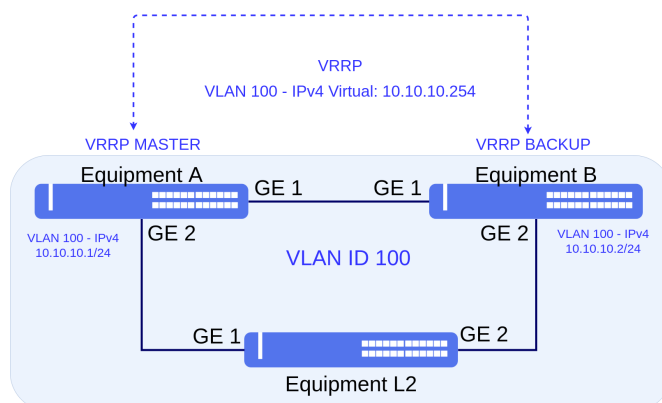 VRRP
VLAN 100 - IPv4 Virtual: 10.10.10.254
VRRP MASTER
VRRP BACKUP
Equipment A
Equipment B
GE 1
GE 1
GE 2
GE 2
VLAN 100 - IPv4
10.10.10.1/24
VLAN 100 - IPv4
10.10.10.2/24
VLAN ID 100
GE 1
GE 2
Equipment L2